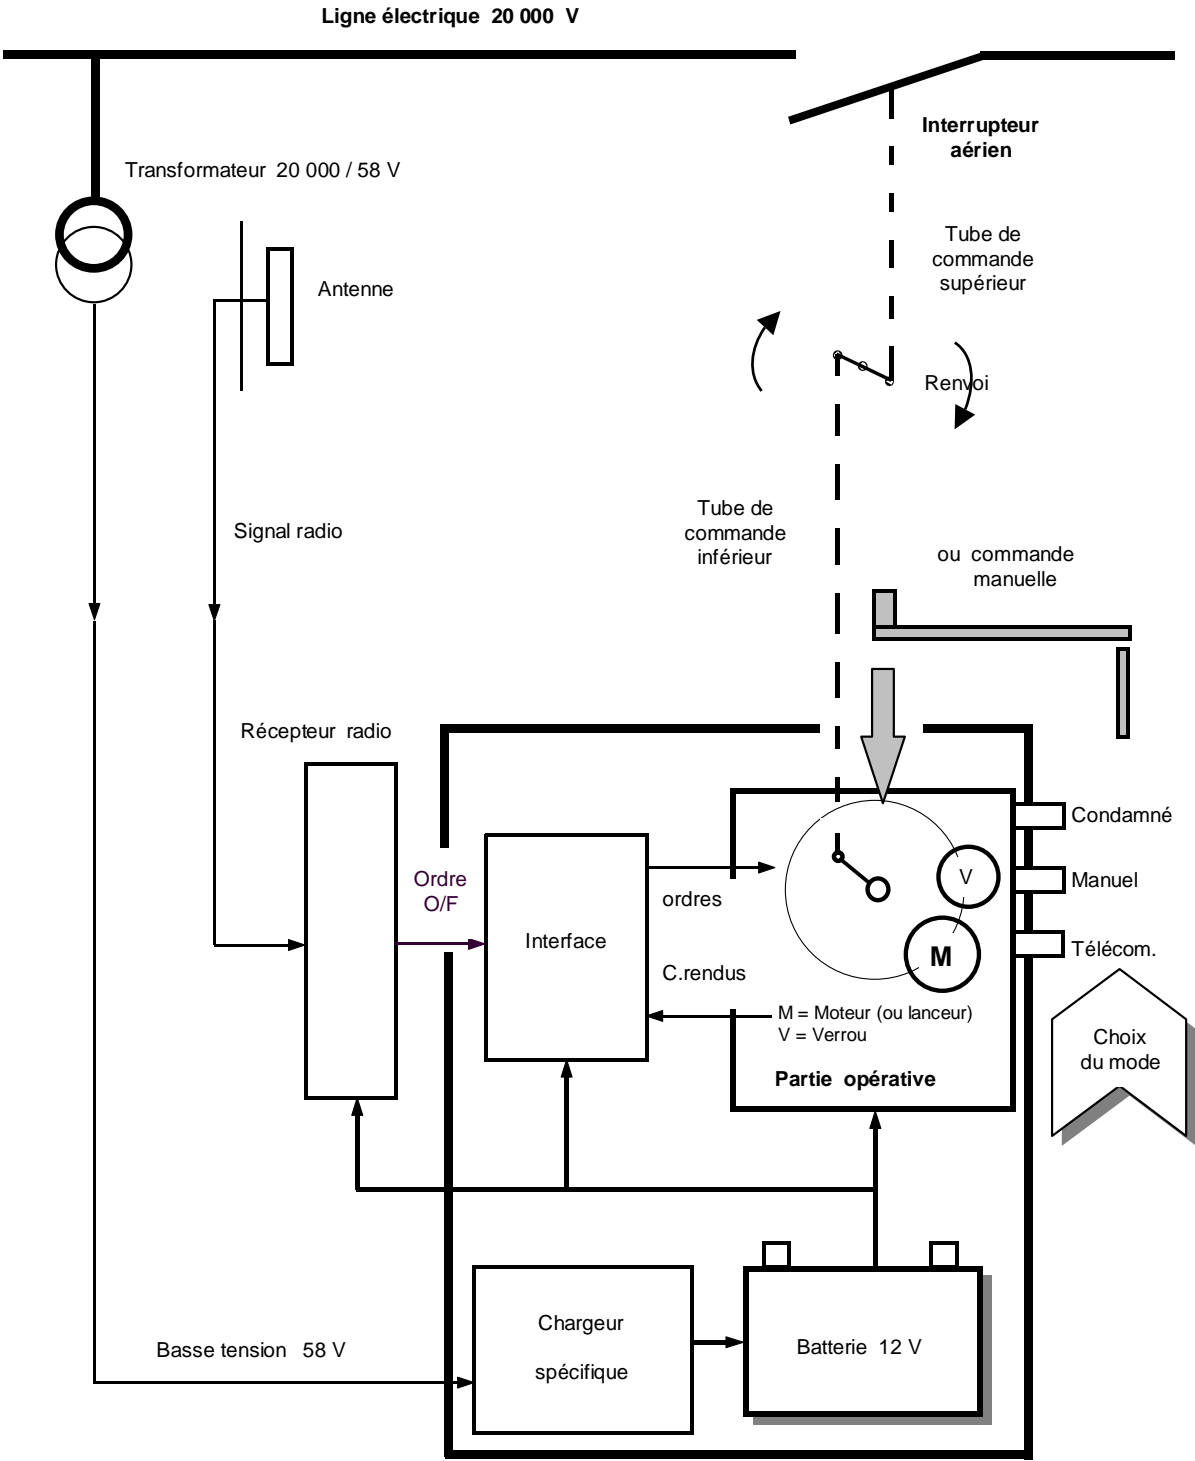 Ligne électrique 20 000 V
Transformateur 20 000 / 58 V
Interrupteur
aérien
Tube de
commande
supérieur
Antenne
Renvoi
Signal radio
Tube de
commande
inférieur
ou commande
manuelle
Récepteur radio
Condamné
Manuel
Télécom.
Ordre
O/F
Interface
ordres
C.rendus
V
M
M = Moteur (ou lanceur)
V = Verrou
Partie opérative
Choix
du mode
Chargeur
spécifique
Batterie 12 V
Basse tension 58 V